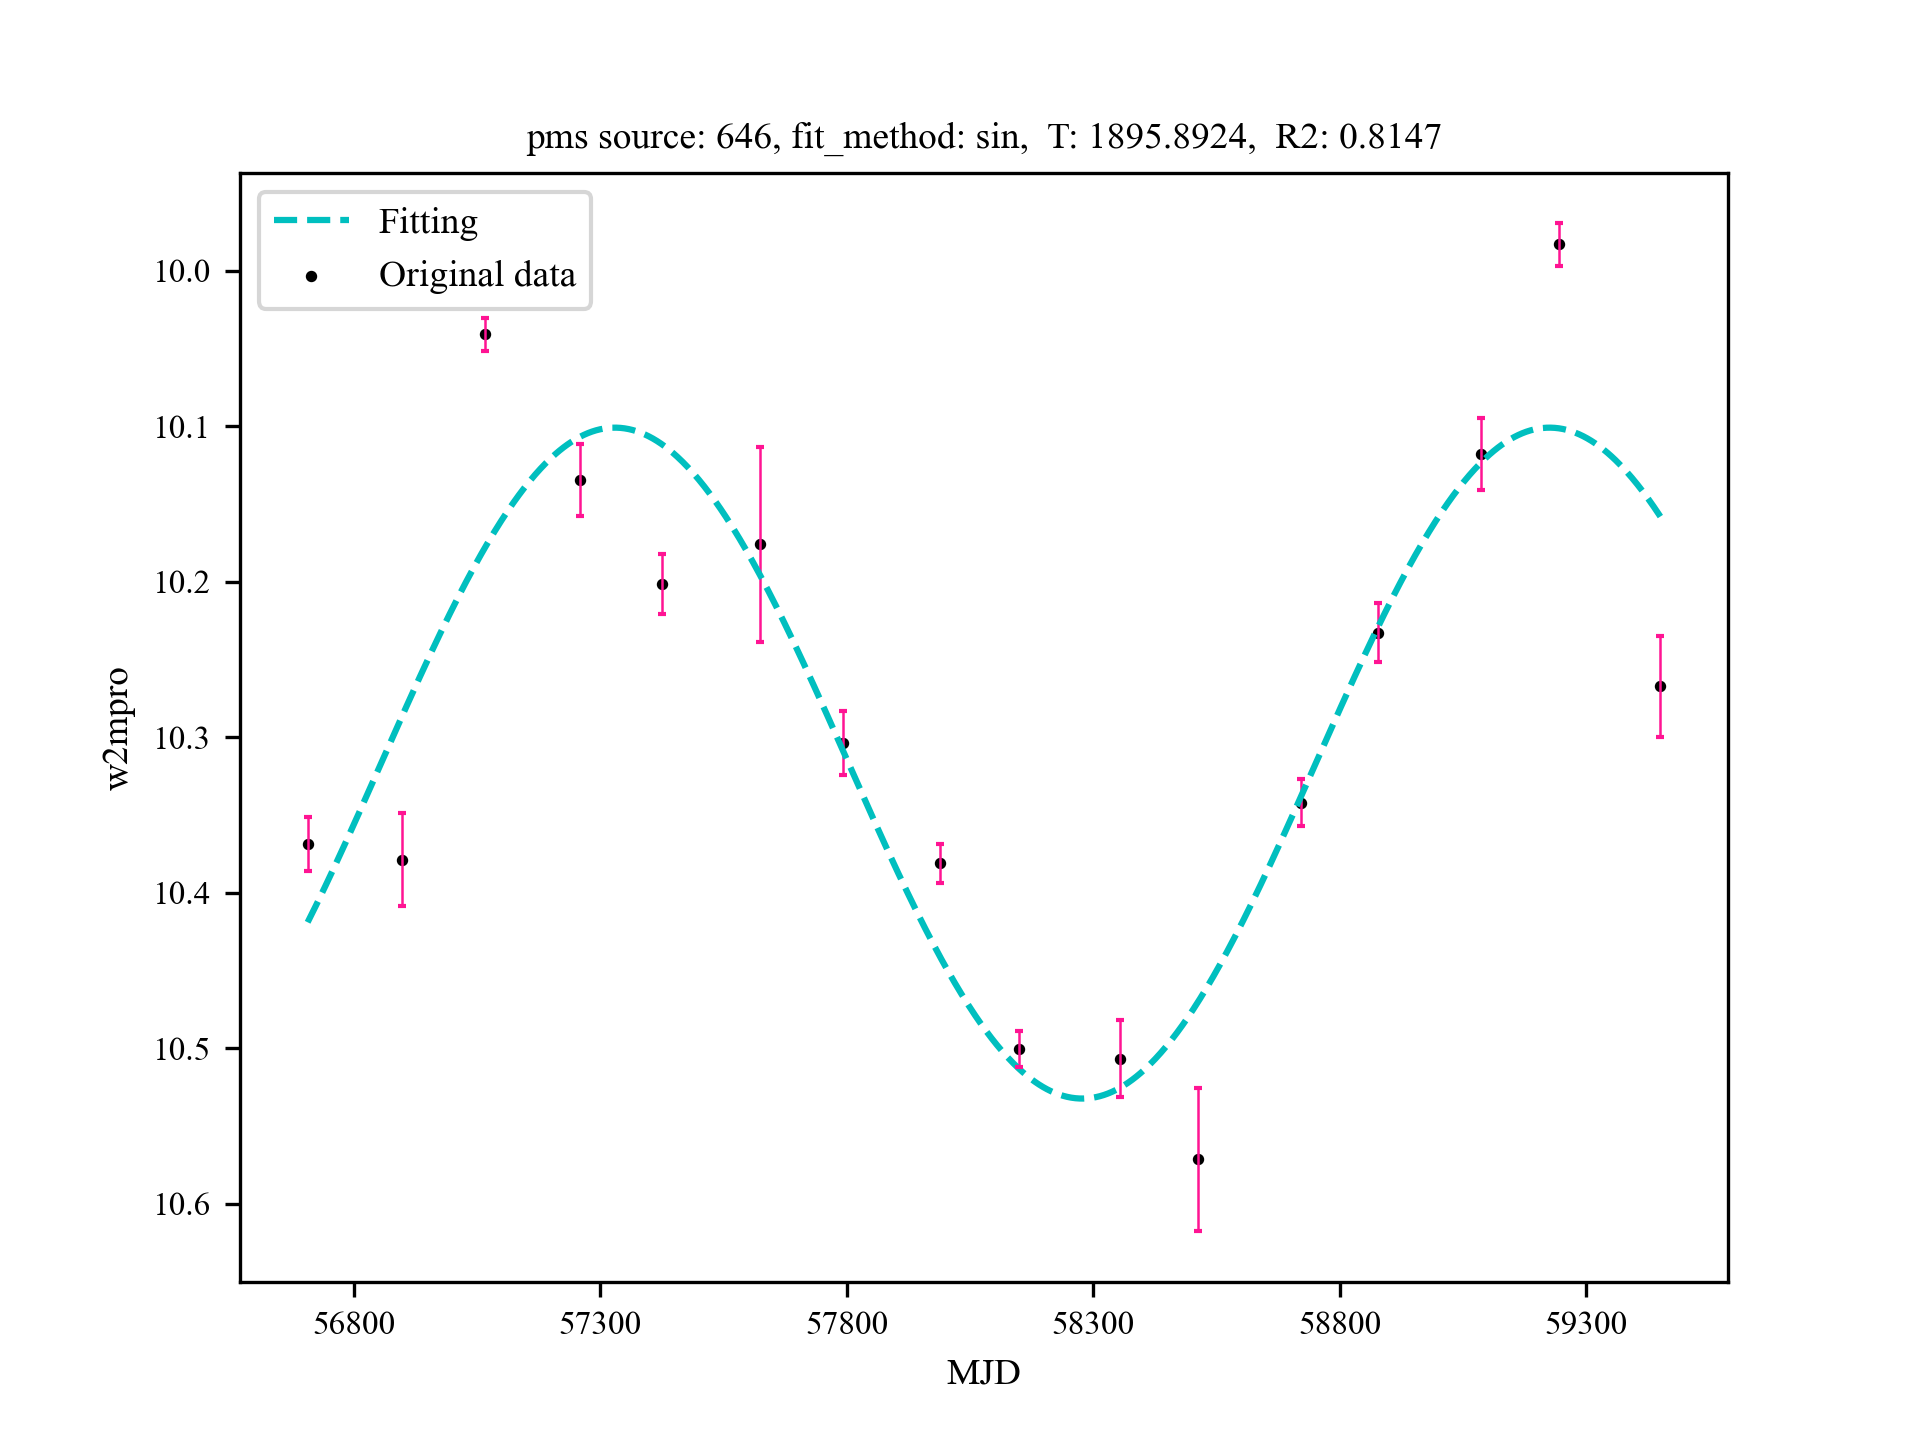 pms source: 646, fit_method: sin,  T: 1895.8924,  R2: 0.8147
Fitting
Original data
10.0
10.1
10.2
10.3
10.4
10.5
10.6
w2mpro
56800 57300 57800 58300 58800 59300
MJD